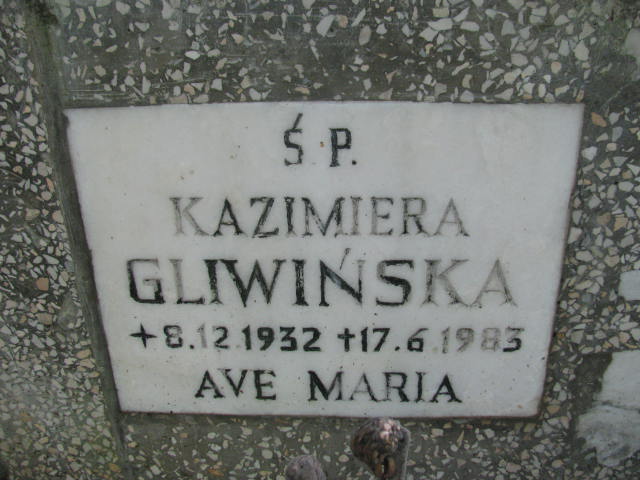 Ś P.
KAZIMIERA
GLIWIŃSKA
+8.12.1932 †17.6.1983
AVE MARIA